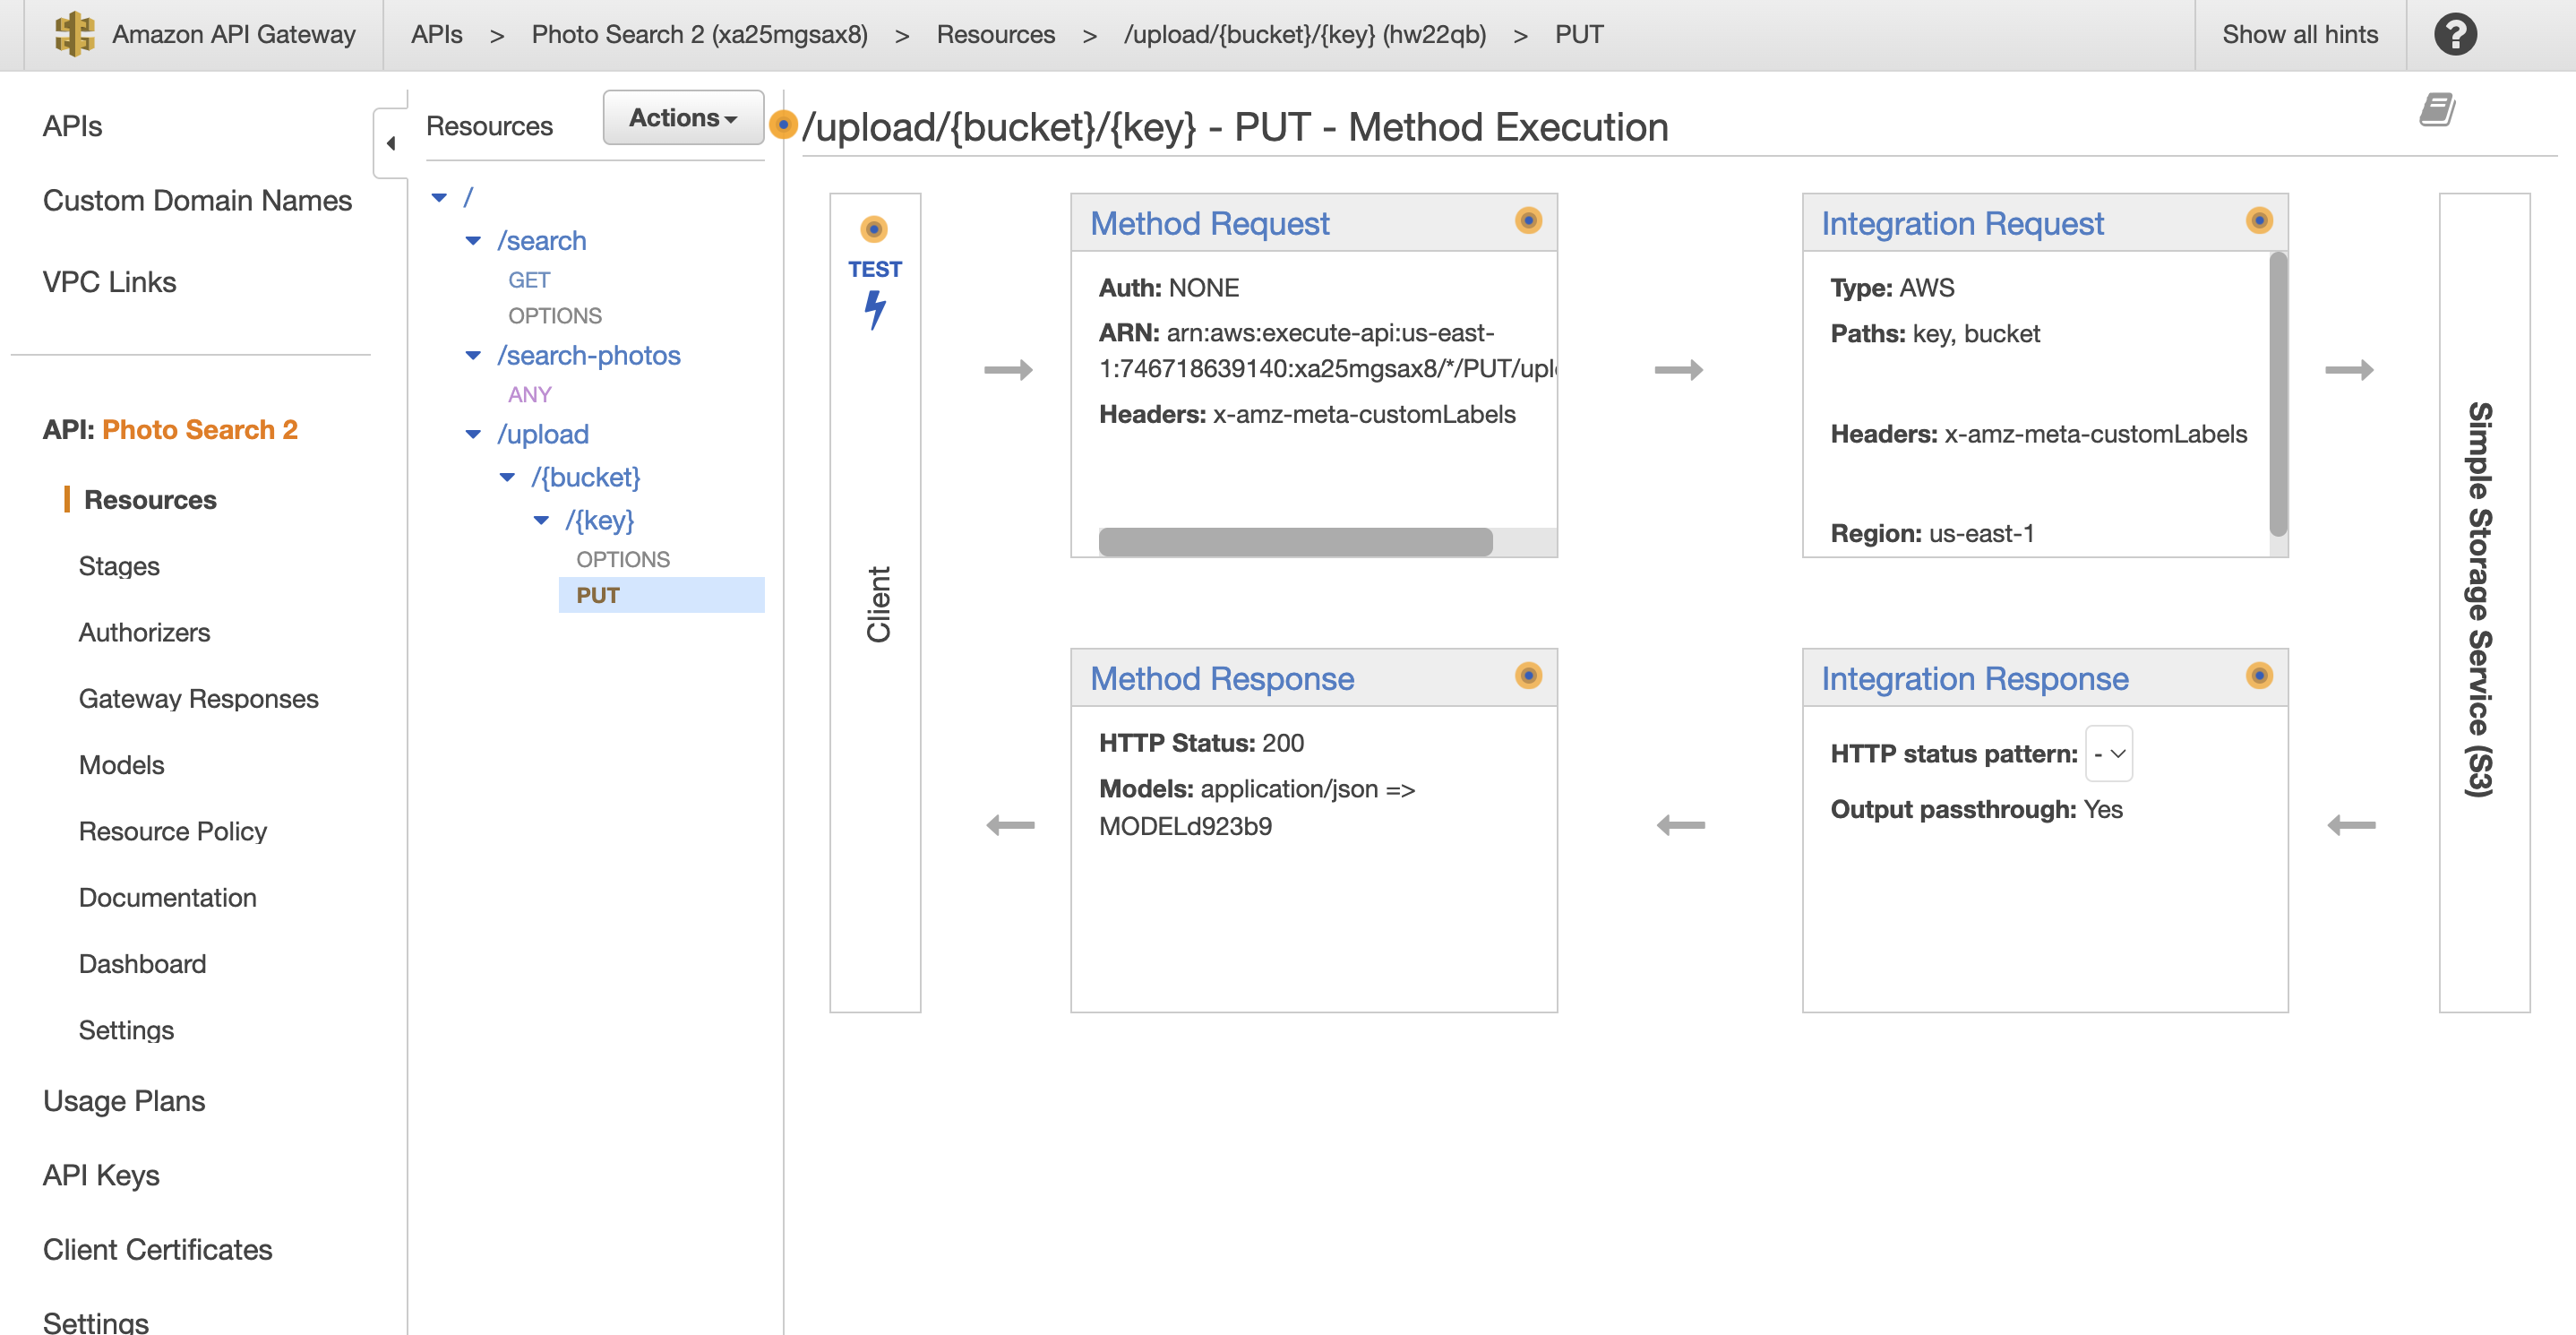 Amazon API Gateway
APIs > Photo Search 2 (xa25mgsax8) > Resources > /upload/{bucket}/{key} (hw22qb) > PUT
Show all hints
?
APIs
Custom Domain Names
VPC Links
API: Photo Search 2
Resources
Stages
Authorizers
Gateway Responses
Models
Resource Policy
Documentation
Dashboard
Settings
Usage Plans
API Keys
Client Certificates
Settings
Resources
Actions
/
/search
GET
OPTIONS
/search-photos
ANY
/upload
/{bucket}
/{key}
OPTIONS
PUT
/upload/{bucket}/{key} - PUT - Method Execution
TEST
Client
Method Request
Auth: NONE
ARN: arn:aws:execute-api:us-east-
1:746718639140:xa25mgsax8/*/PUT/uplo
Headers: x-amz-meta-customLabels
Integration Request
Type: AWS
Paths: key, bucket
Headers: x-amz-meta-customLabels
Region: us-east-1
Method Response
HTTP Status: 200
Models: application/json =>
MODELd923b9
Integration Response
HTTP status pattern: -
Output passthrough: Yes
Simple Storage Service (S3)